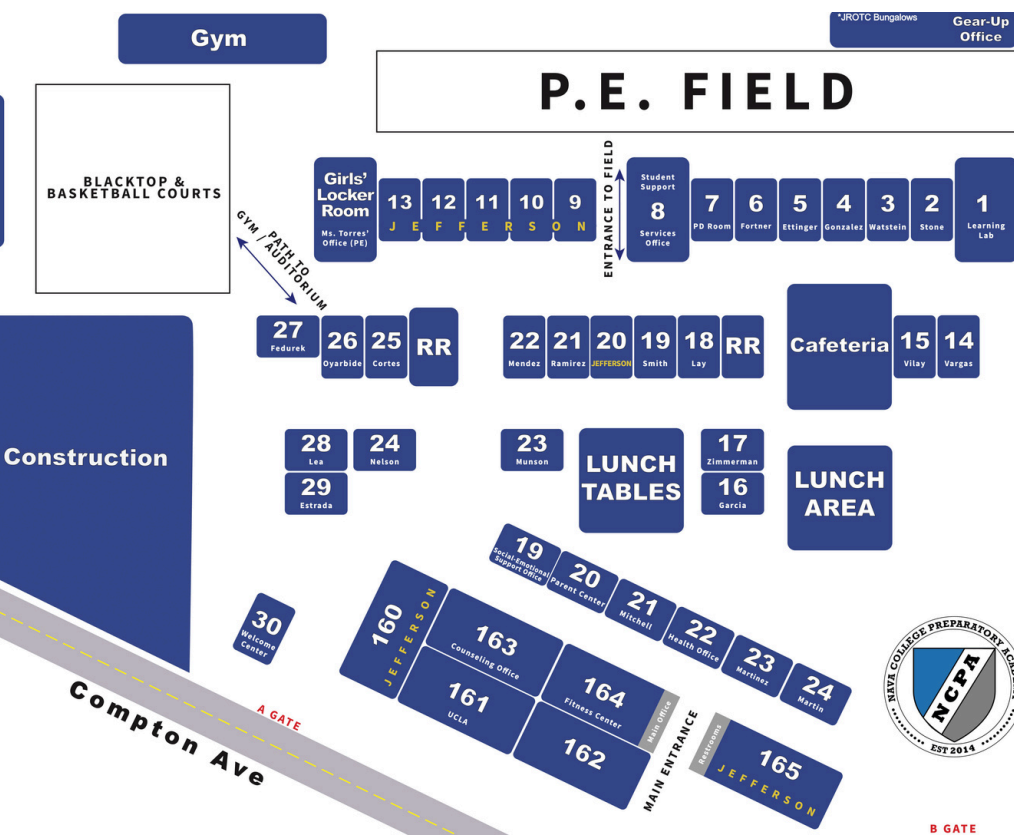 *JROTC Bungalows
Gear-Up
Office
Gym
P.E. FIELD
BLACKTOP &
BASKETBALL COURTS
GYM / AUDITORIUM
PATH TO
ENTRANCE TO FIELD
Girls'
Locker
Room
Ms. Torres'
Office (PE)
13 12 11 10 9
JEFFERSON
Student
Support
8
Services
Office
7
PD Room
6
Fortner
5
Ettinger
4
Gonzalez
3
Watstein
2
Stone
1
Learning
Lab
27
Fedurek
26
Oyarbide
25
Cortes
RR
22
Mendez
21
Ramirez
20
JEFFERSON
19
Smith
18
Lay
RR
Cafeteria
15
Vilay
14
Vargas
Construction
28
Lea
24
Nelson
29
Estrada
23
Munson
LUNCH
TABLES
17
Zimmerman
16
Garcia
LUNCH
AREA
19
Social-Emotional
Support Office
20
Parent Center
21
Mitchell
22
Health Office
23
Martinez
24
Martin
30
Welcome
Center
160
JEFFERSON
163
Counseling Office
161
UCLA
164
Fitness Center
162
Main Office
MAIN ENTRANCE
Restrooms
165
JEFFERSON
A GATE
Compton Ave
NAVA COLLEGE PREPARATORY
NCPA
EST 2014
B GATE